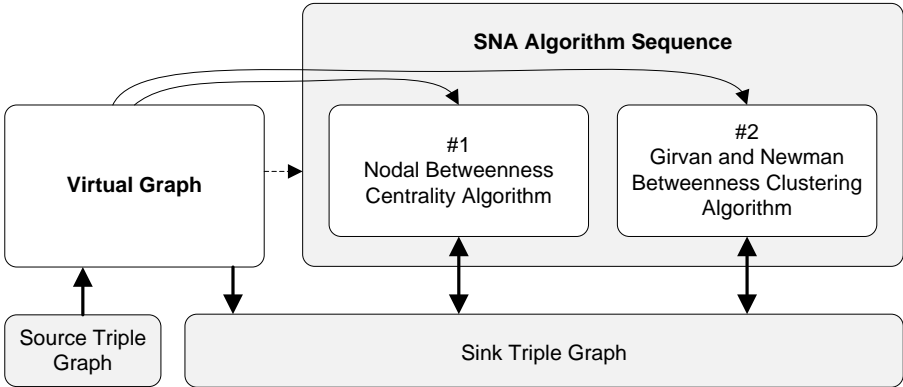 SNA Algorithm Sequence
Virtual Graph
#1
Nodal Betweenness
Centrality Algorithm
#2
Girvan and Newman
Betweenness Clustering
Algorithm
Source Triple
Graph
Sink Triple Graph